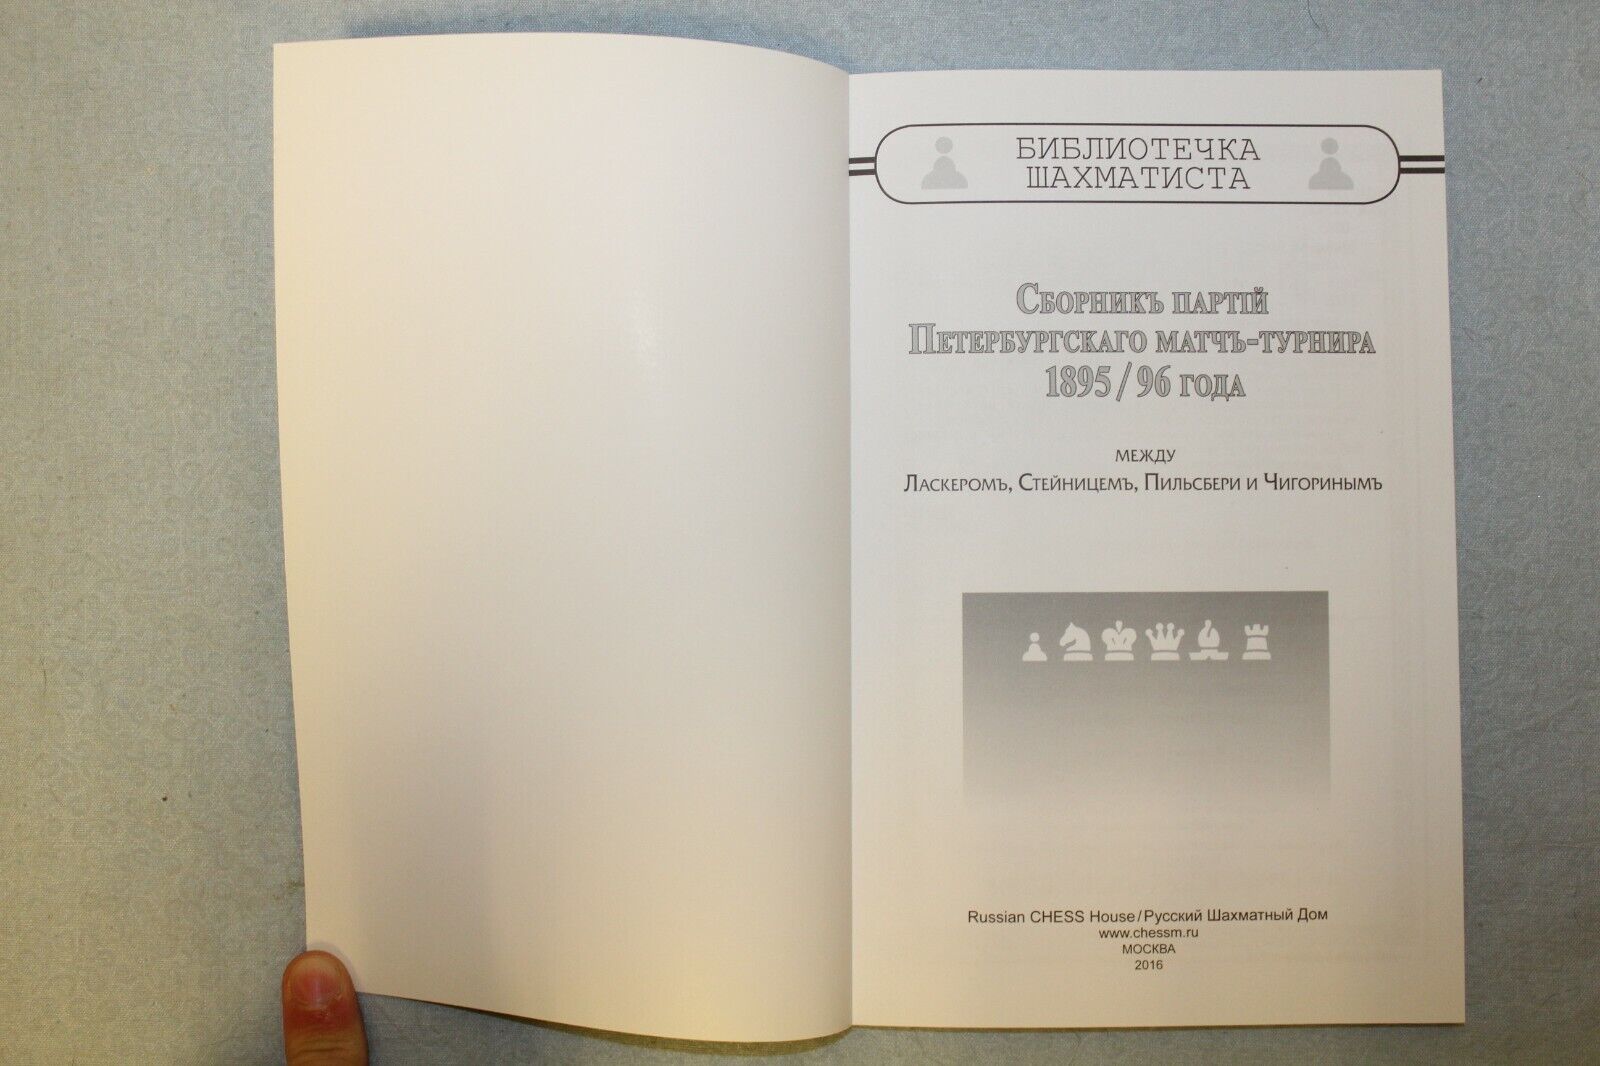 БИБЛИОТЕЧКА
ШАХМАТИСТА
Сборникъ партій
Петербургскаго матчъ-турнира
1895/96 года
между
Ласкеромъ, Стейницемъ, Пильсбери и Чигоринымъ
Russian CHESS House/Русский Шахматный Дом
www.chessm.ru
МОСКВА
2016